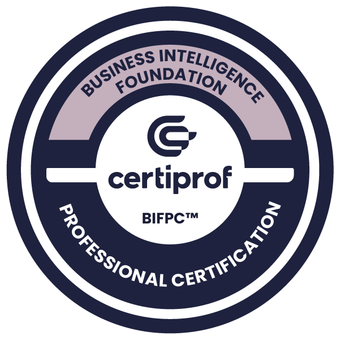 BUSINESS INTELLIGENCE
FOUNDATION
certiprof
BIFPC™
PROFESSIONAL CERTIFICATION